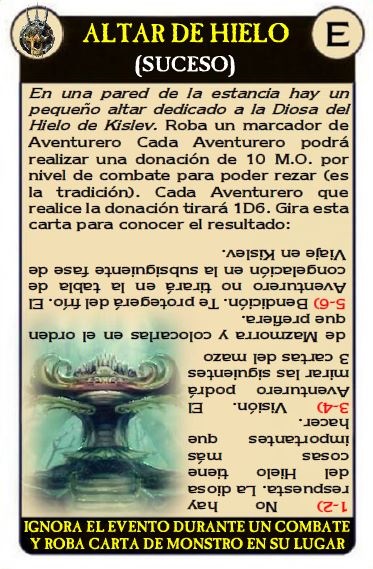 ALTAR DE HIELO
E
(SUCESO)
En una pared de la estancia hay un
pequeño altar dedicado a la Diosa del
Hielo de Kislev. Roba un marcador de
Aventurero Cada Aventurero podrá
realizar una donación de 10 M.O. por
nivel de combate para poder rezar (es
la tradición). Cada Aventurero que
realice la donación tirará 1D6. Gira esta
carta para conocer el resultado:
1-2) No hay
respuesta. La diosa
del Hielo tiene
cosas más
importantes que
hacer.
3-4) Visión. El
Aventurero podrá
mirar las siguientes
3 cartas del mazo
de Mazmorra y colocarlas en el orden
que prefiera.
5-6) Bendición. Te protegerá del frío. El
Aventurero no tirará en la tabla de
congelación en la subsiguiente fase de
Viaje en Kislev.
IGNORA EL EVENTO DURANTE UN COMBATE
Y ROBA CARTA DE MONSTRO EN SU LUGAR